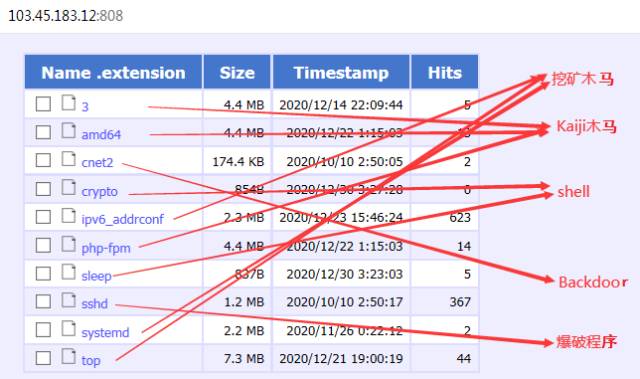 103.45.183.12:808
Name .extension Size Timestamp Hits
3 4.4 MB 2020/12/14 22:09:44 5
amd64 4.4 MB 2020/12/22 1:15:03 13
cnet2 174.4 KB 2020/10/10 2:50:05 2
crypto 854B 2020/12/30 3:27:28 0
ipv6_addrconf 2.3 MB 2020/12/23 15:46:24 623
php-fpm 4.4 MB 2020/12/22 1:15:03 14
sleep 837B 2020/12/30 3:23:03 5
sshd 1.2 MB 2020/10/10 2:50:17 367
systemd 2.2 MB 2020/11/26 0:22:12 2
top 7.3 MB 2020/12/21 19:00:19 44
挖矿木马
Kaiji木马
shell
Backdoor
爆破程序